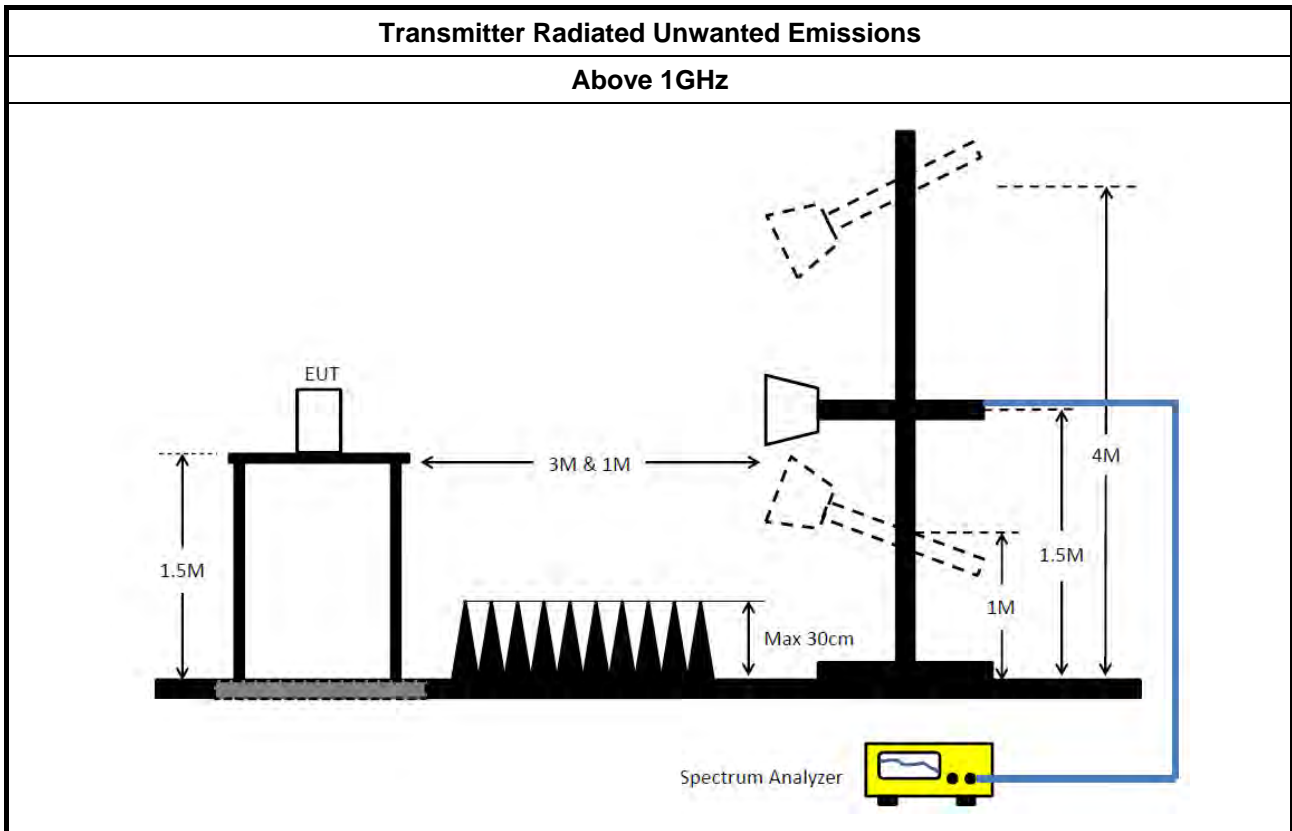 Transmitter Radiated Unwanted Emissions
Above 1GHz
EUT
3M & 1M
4M
1.5M
1.5M
1M
Max 30cm
Spectrum Analyzer